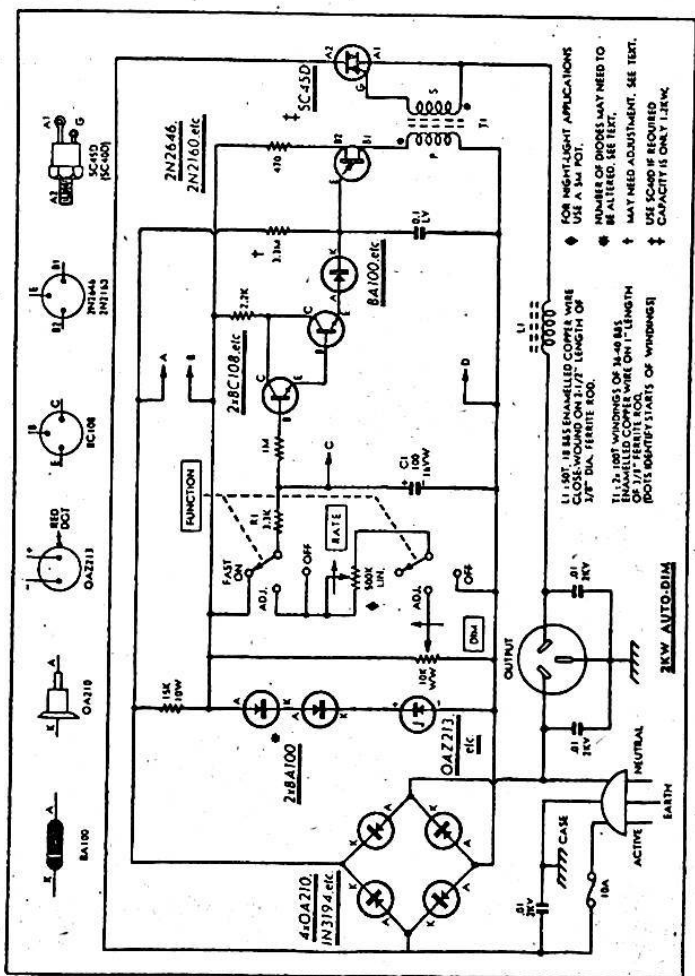 BA100
K
A
OA210
K
A
OAZ213
RED DOT
BC108
E
B
C
2N2646
2N2160
B2
E
B1
SC45D
(SC40D)
A2
A1
G
4xOA210,
1N3194.etc.
K
A
K
A
K
A
K
A
15K
10W
2xBA100
A
K
A
K
OAZ213,
etc.
+
-
10K
WW
DIM
FUNCTION
FAST
ON
ADJ.
OFF
RATE
500K
LIN.
ADJ.
OFF
R1
3.3K
1M
C
C1
100
16VW
+
2xBC108.etc
B
C
E
B
C
E
2.2K
A
B
D
BA100.etc
A
K
3.3M
0.1
LV
2N2646,
2N2160.etc
470
E
B2
B1
P
S
T1
SC45D
A2
A1
G
L1
CASE
.01
2KV
10A
ACTIVE
NEUTRAL
EARTH
OUTPUT
.01
2KV
.01
2KV
2KW AUTO-DIM
L1 : 50T, 18 B&S ENAMELLED COPPER WIRE
CLOSE-WOUND ON 2-1/2" LENGTH OF
3/8" DIA. FERRITE ROD.
T1 : 2x 100T WINDINGS OF 36-40 B&S
ENAMELLED COPPER WIRE ON 1" LENGTH
OF 3/8" FERRITE ROD.
(DOTS IDENTIFY STARTS OF WINDINGS)
♦ FOR NIGHT-LIGHT APPLICATIONS
USE A 5M POT.
✱ NUMBER OF DIODES MAY NEED TO
BE ALTERED. SEE TEXT.
† MAY NEED ADJUSTMENT. SEE TEXT.
‡ USE SC40D IF REQUIRED
CAPACITY IS ONLY 1.2KW.